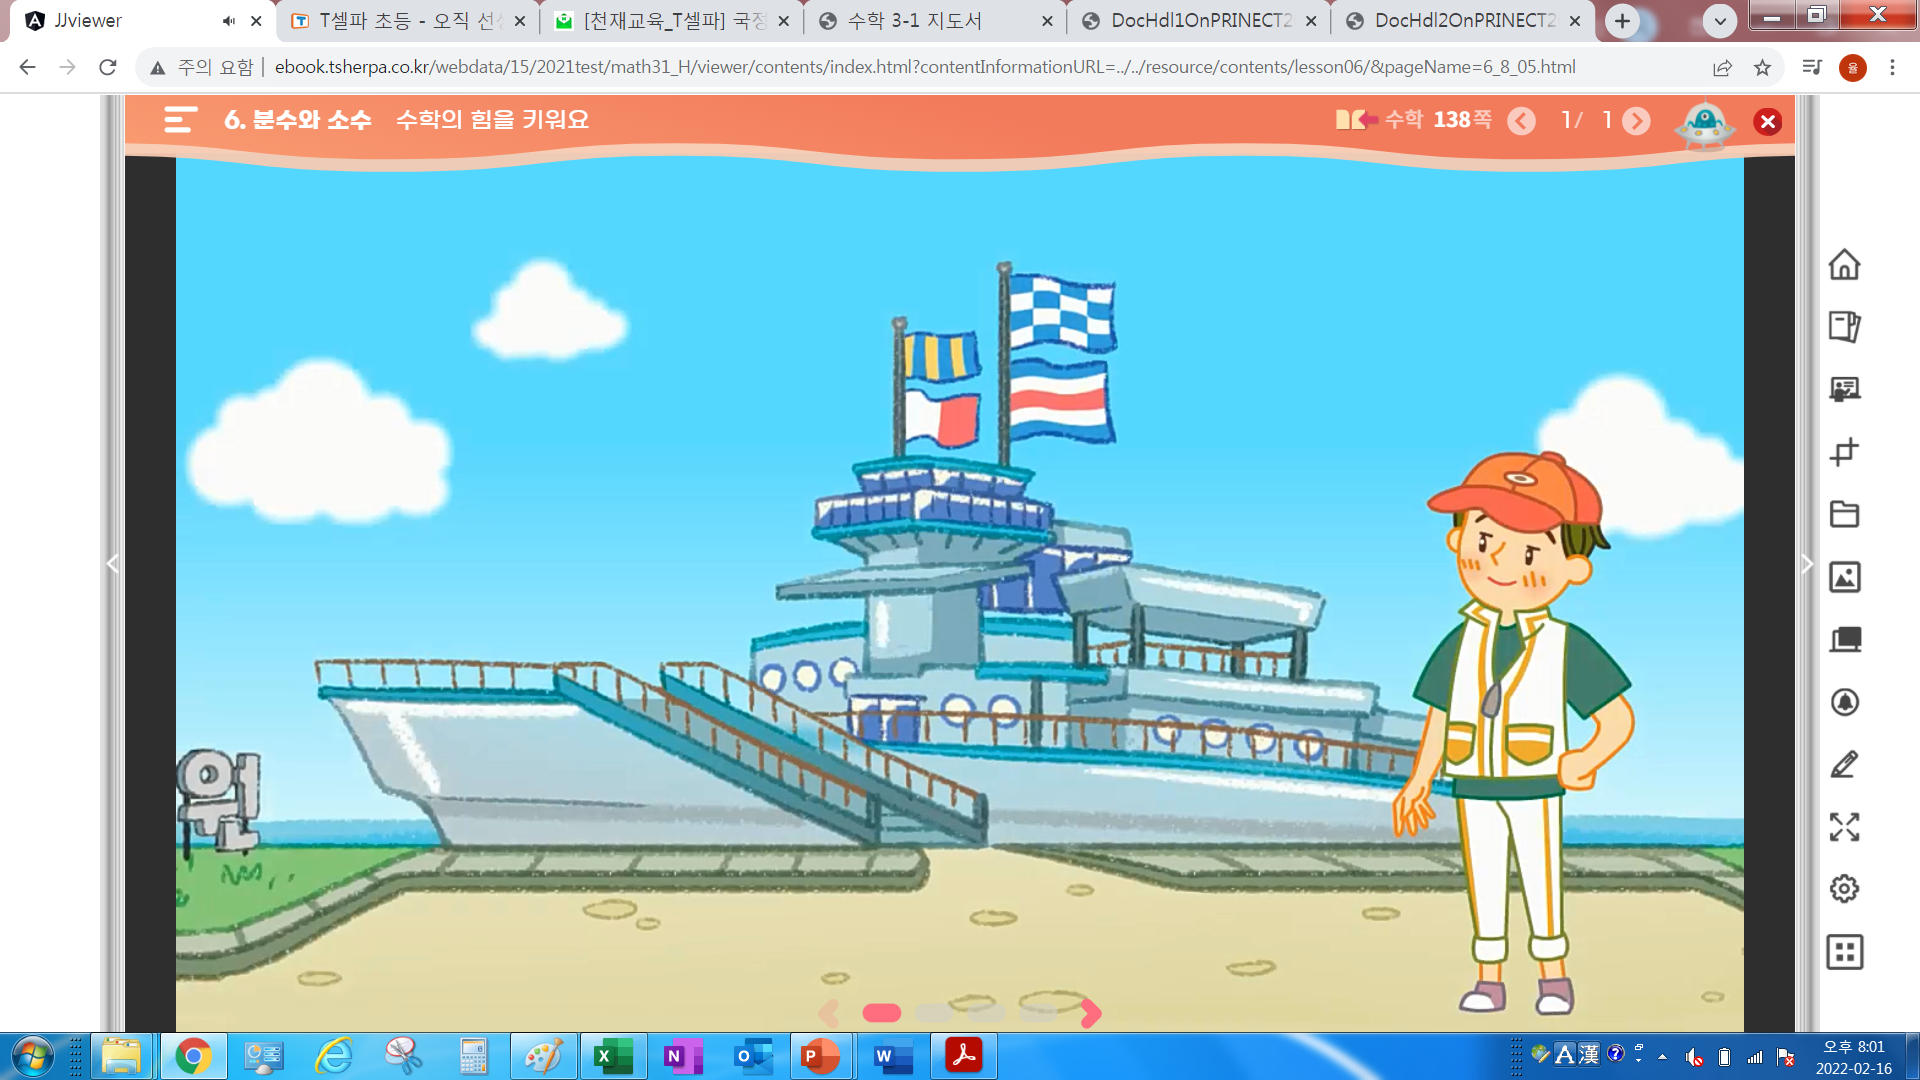 JJviewer
T셀파 초등 - 오직 선생
[천재교육_T셀파] 국정
수학 3-1 지도서
DocHdl1OnPRINECT2
DocHdl2OnPRINECT2
주의 요함
ebook.tsherpa.co.kr/webdata/15/2021test/math31_H/viewer/contents/index.html?contentInformationURL=../../resource/contents/lesson06/&pageName=6_8_05.html
율
6. 분수와 소수 수학의 힘을 키워요
수학 138쪽
1/ 1
A 漢
오후 8:01
2022-02-16